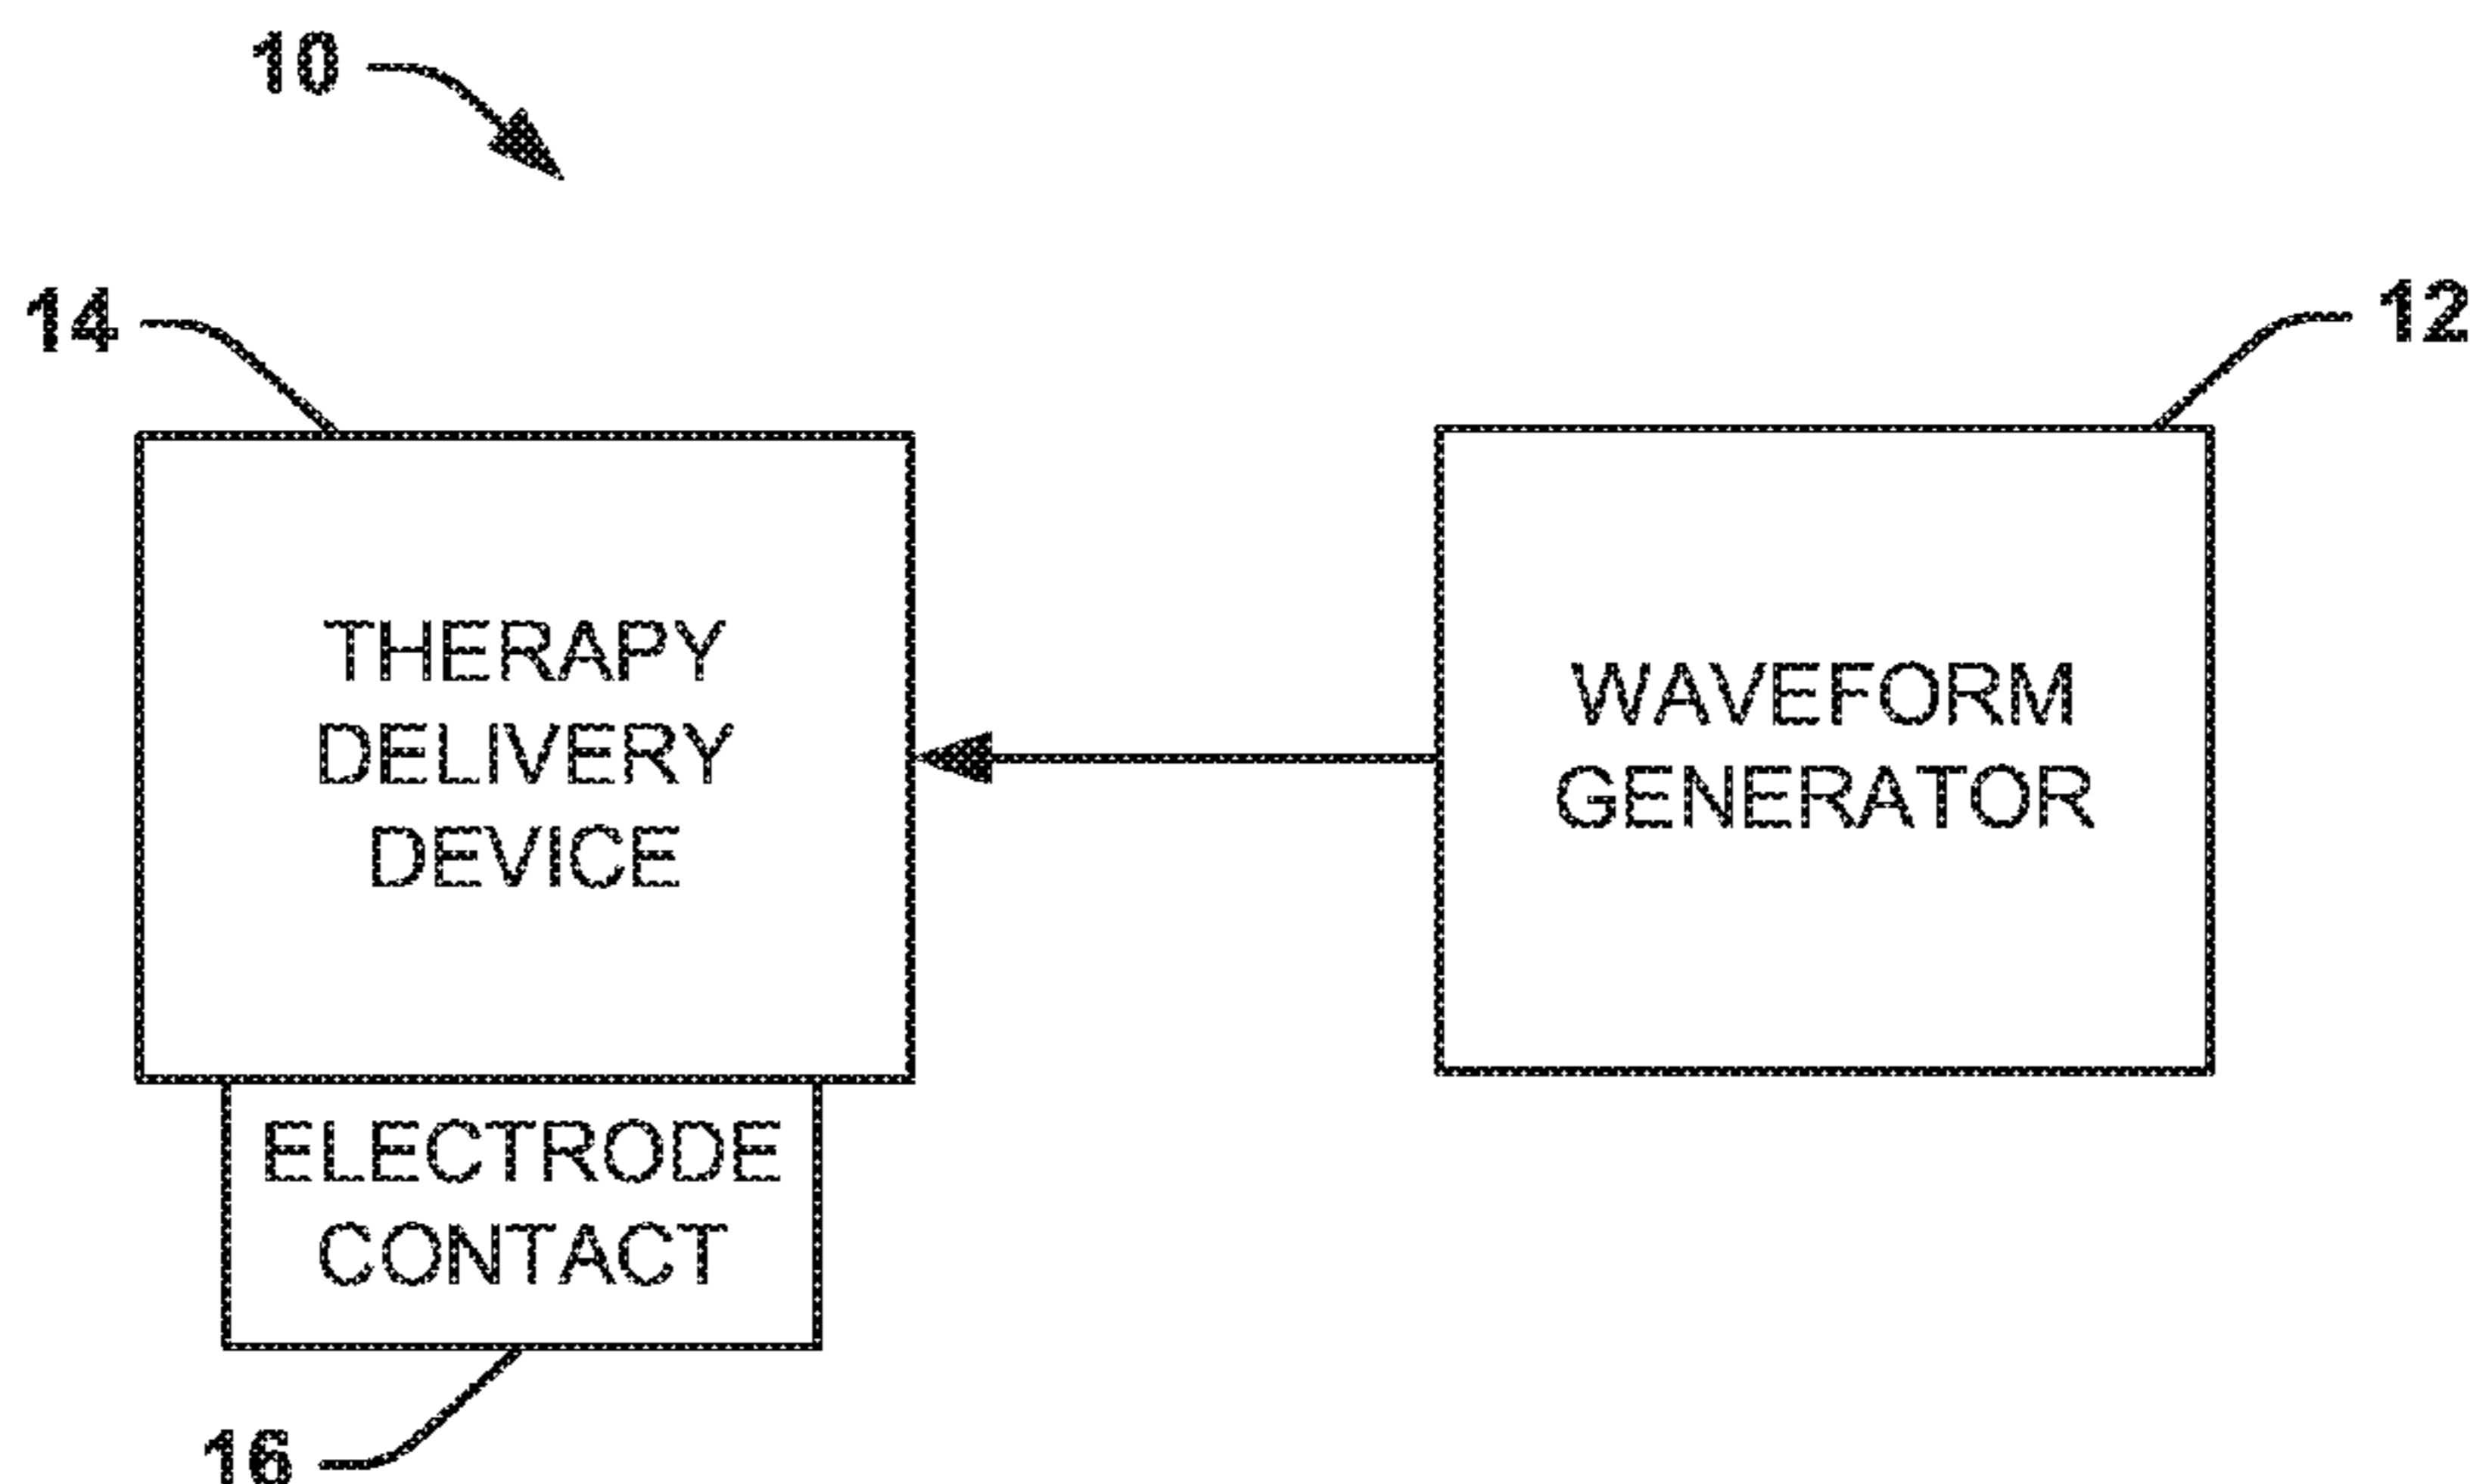 10
14
12
THERAPY
DELIVERY
DEVICE
WAVEFORM
GENERATOR
ELECTRODE
CONTACT
16